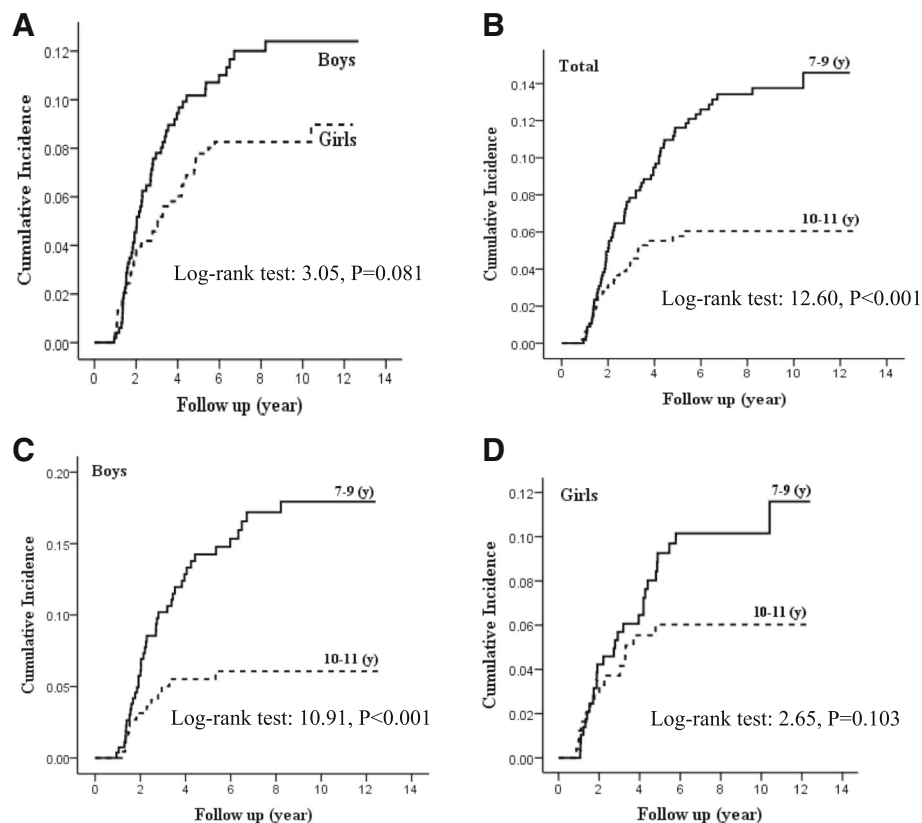 A
Cumulative Incidence
0.12
0.10
0.08
0.06
0.04
0.02
0.00
Boys
Girls
Log-rank test: 3.05, P=0.081
0 2 4 6 8 10 12 14
Follow up (year)
B
Total
Cumulative Incidence
0.14
0.12
0.10
0.08
0.06
0.04
0.02
0.00
7-9 (y)
10-11 (y)
Log-rank test: 12.60, P<0.001
0 2 4 6 8 10 12 14
Follow up (year)
C
Boys
Cumulative Incidence
0.20
0.15
0.10
0.05
0.00
7-9 (y)
10-11 (y)
Log-rank test: 10.91, P<0.001
0 2 4 6 8 10 12 14
Follow up (year)
D
Girls
Cumulative Incidence
0.12
0.10
0.08
0.06
0.04
0.02
0.00
7-9 (y)
10-11 (y)
Log-rank test: 2.65, P=0.103
0 2 4 6 8 10 12 14
Follow up (year)